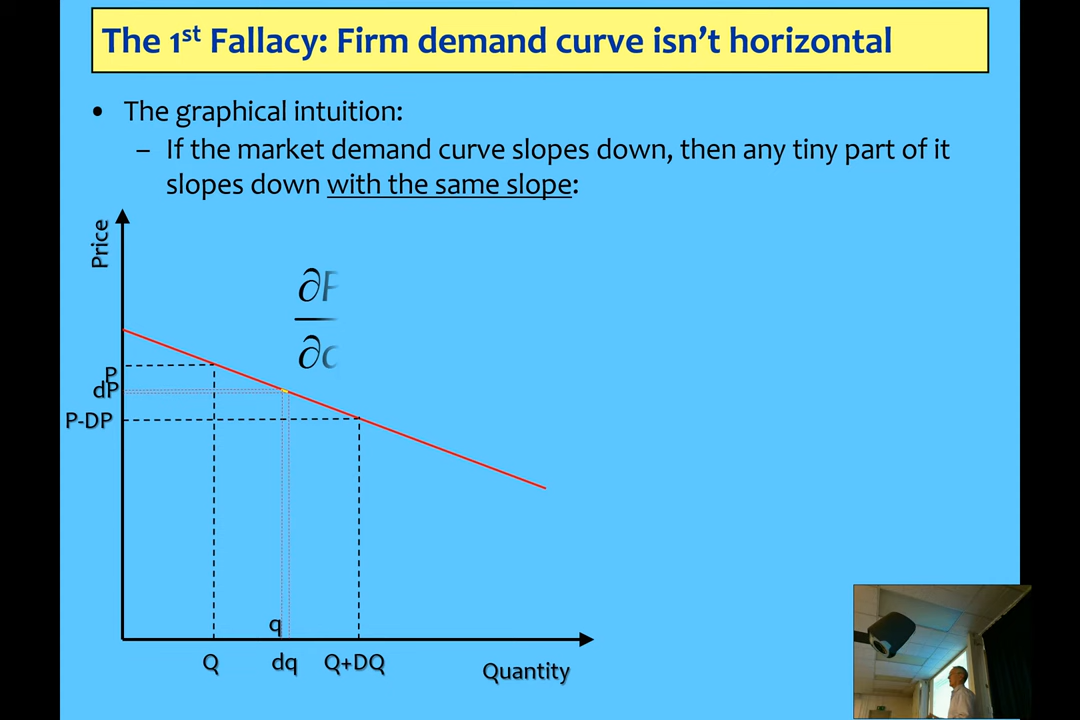 The 1st Fallacy: Firm demand curve isn't horizontal
• The graphical intuition:
– If the market demand curve slopes down, then any tiny part of it
slopes down with the same slope:
Price
∂P
∂q
P
dP
P-DP
q
Q
dq
Q+DQ
Quantity